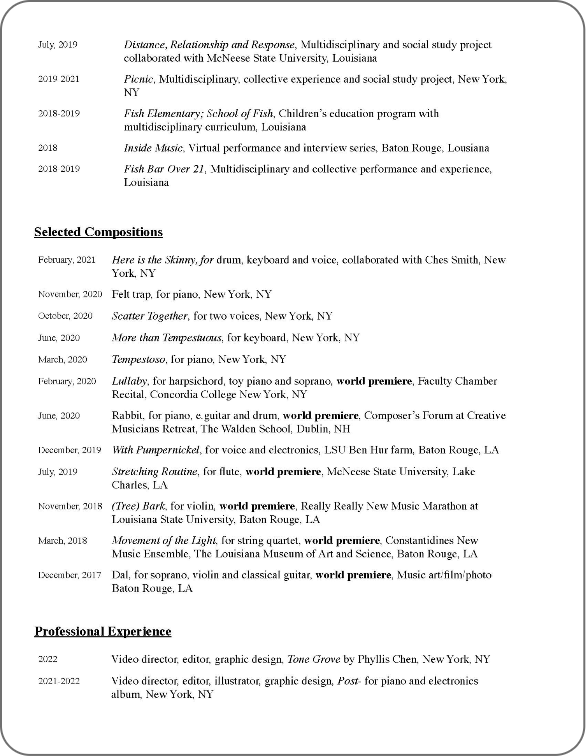 July, 2019 Distance, Relationship and Response, Multidisciplinary and social study project
collaborated with McNeese State University, Louisiana
2019-2021 Picnic, Multidisciplinary, collective experience and social study project, New York,
NY
2018-2019 Fish Elementary; School of Fish, Children's education program with
multidisciplinary curriculum, Louisiana
2018 Inside Music, Virtual performance and interview series, Baton Rouge, Lousiana
2018-2019 Fish Bar Over 21, Multidisciplinary and collective performance and experience,
Louisiana
Selected Compositions
February, 2021 Here is the Skinny, for drum, keyboard and voice, collaborated with Ches Smith, New
York, NY
November, 2020 Felt trap, for piano, New York, NY
October, 2020 Scatter Together, for two voices, New York, NY
June, 2020 More than Tempestuous, for keyboard, New York, NY
March, 2020 Tempestoso, for piano, New York, NY
February, 2020 Lullaby, for harpsichord, toy piano and soprano, world premiere, Faculty Chamber
Recital, Concordia College New York, NY
June, 2020 Rabbit, for piano, e.guitar and drum, world premiere, Composer's Forum at Creative
Musicians Retreat, The Walden School, Dublin, NH
December, 2019 With Pumpernickel, for voice and electronics, LSU Ben Hur farm, Baton Rouge, LA
July, 2019 Stretching Routine, for flute, world premiere, McNeese State University, Lake
Charles, LA
November, 2018 (Tree) Bark, for violin, world premiere, Really Really New Music Marathon at
Louisiana State University, Baton Rouge, LA
March, 2018 Movement of the Light, for string quartet, world premiere, Constantinides New
Music Ensemble, The Louisiana Museum of Art and Science, Baton Rouge, LA
December, 2017 Dal, for soprano, violin and classical guitar, world premiere, Music art/film/photo
Baton Rouge, LA
Professional Experience
2022 Video director, editor, graphic design, Tone Grove by Phyllis Chen, New York, NY
2021-2022 Video director, editor, illustrator, graphic design, Post- for piano and electronics
album, New York, NY